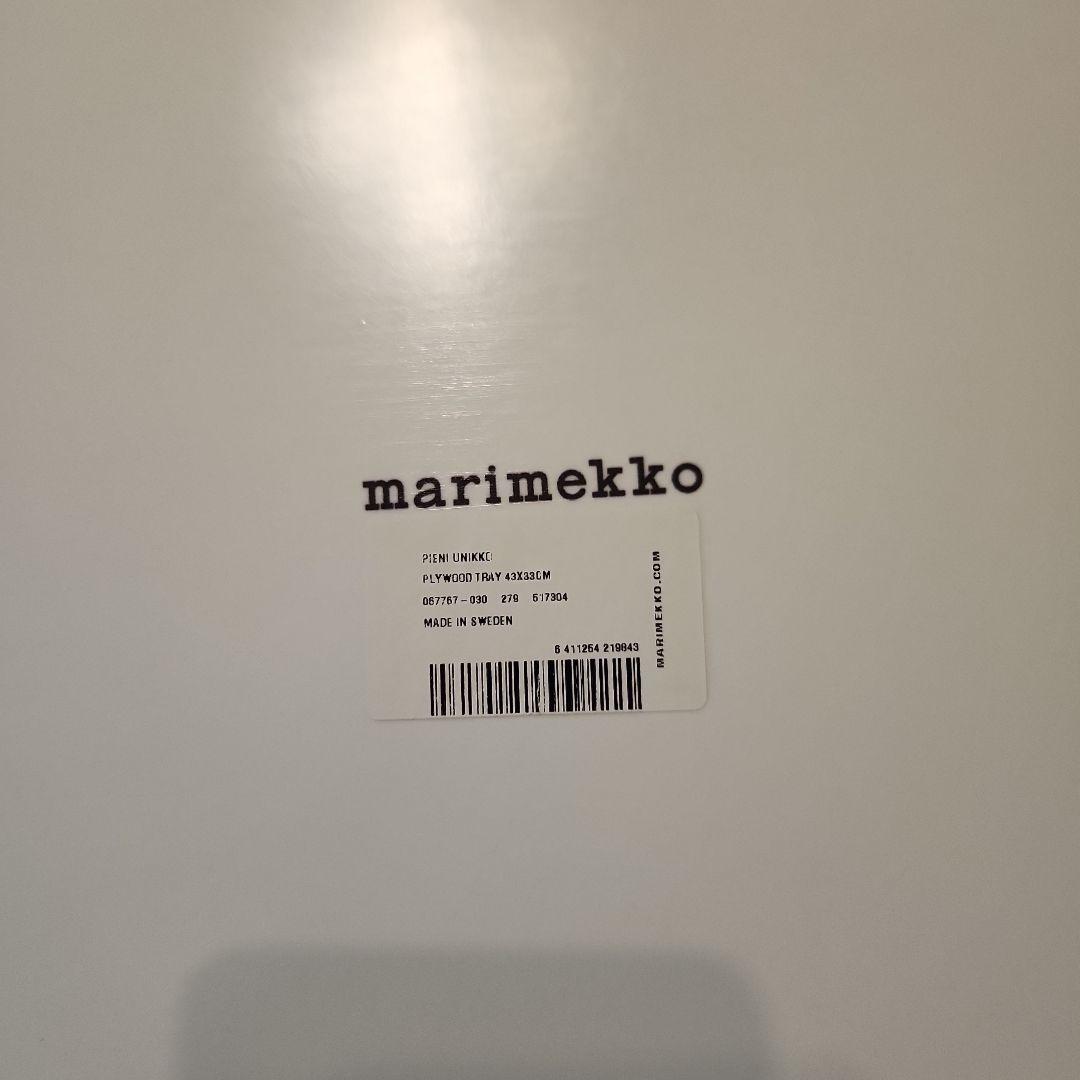 marimekko
PIENI UNIKKO
PLYWOOD TRAY 43X33CM
067767-030 279 517304
MADE IN SWEDEN
6 411254 219843
MARIMEKKO.COM